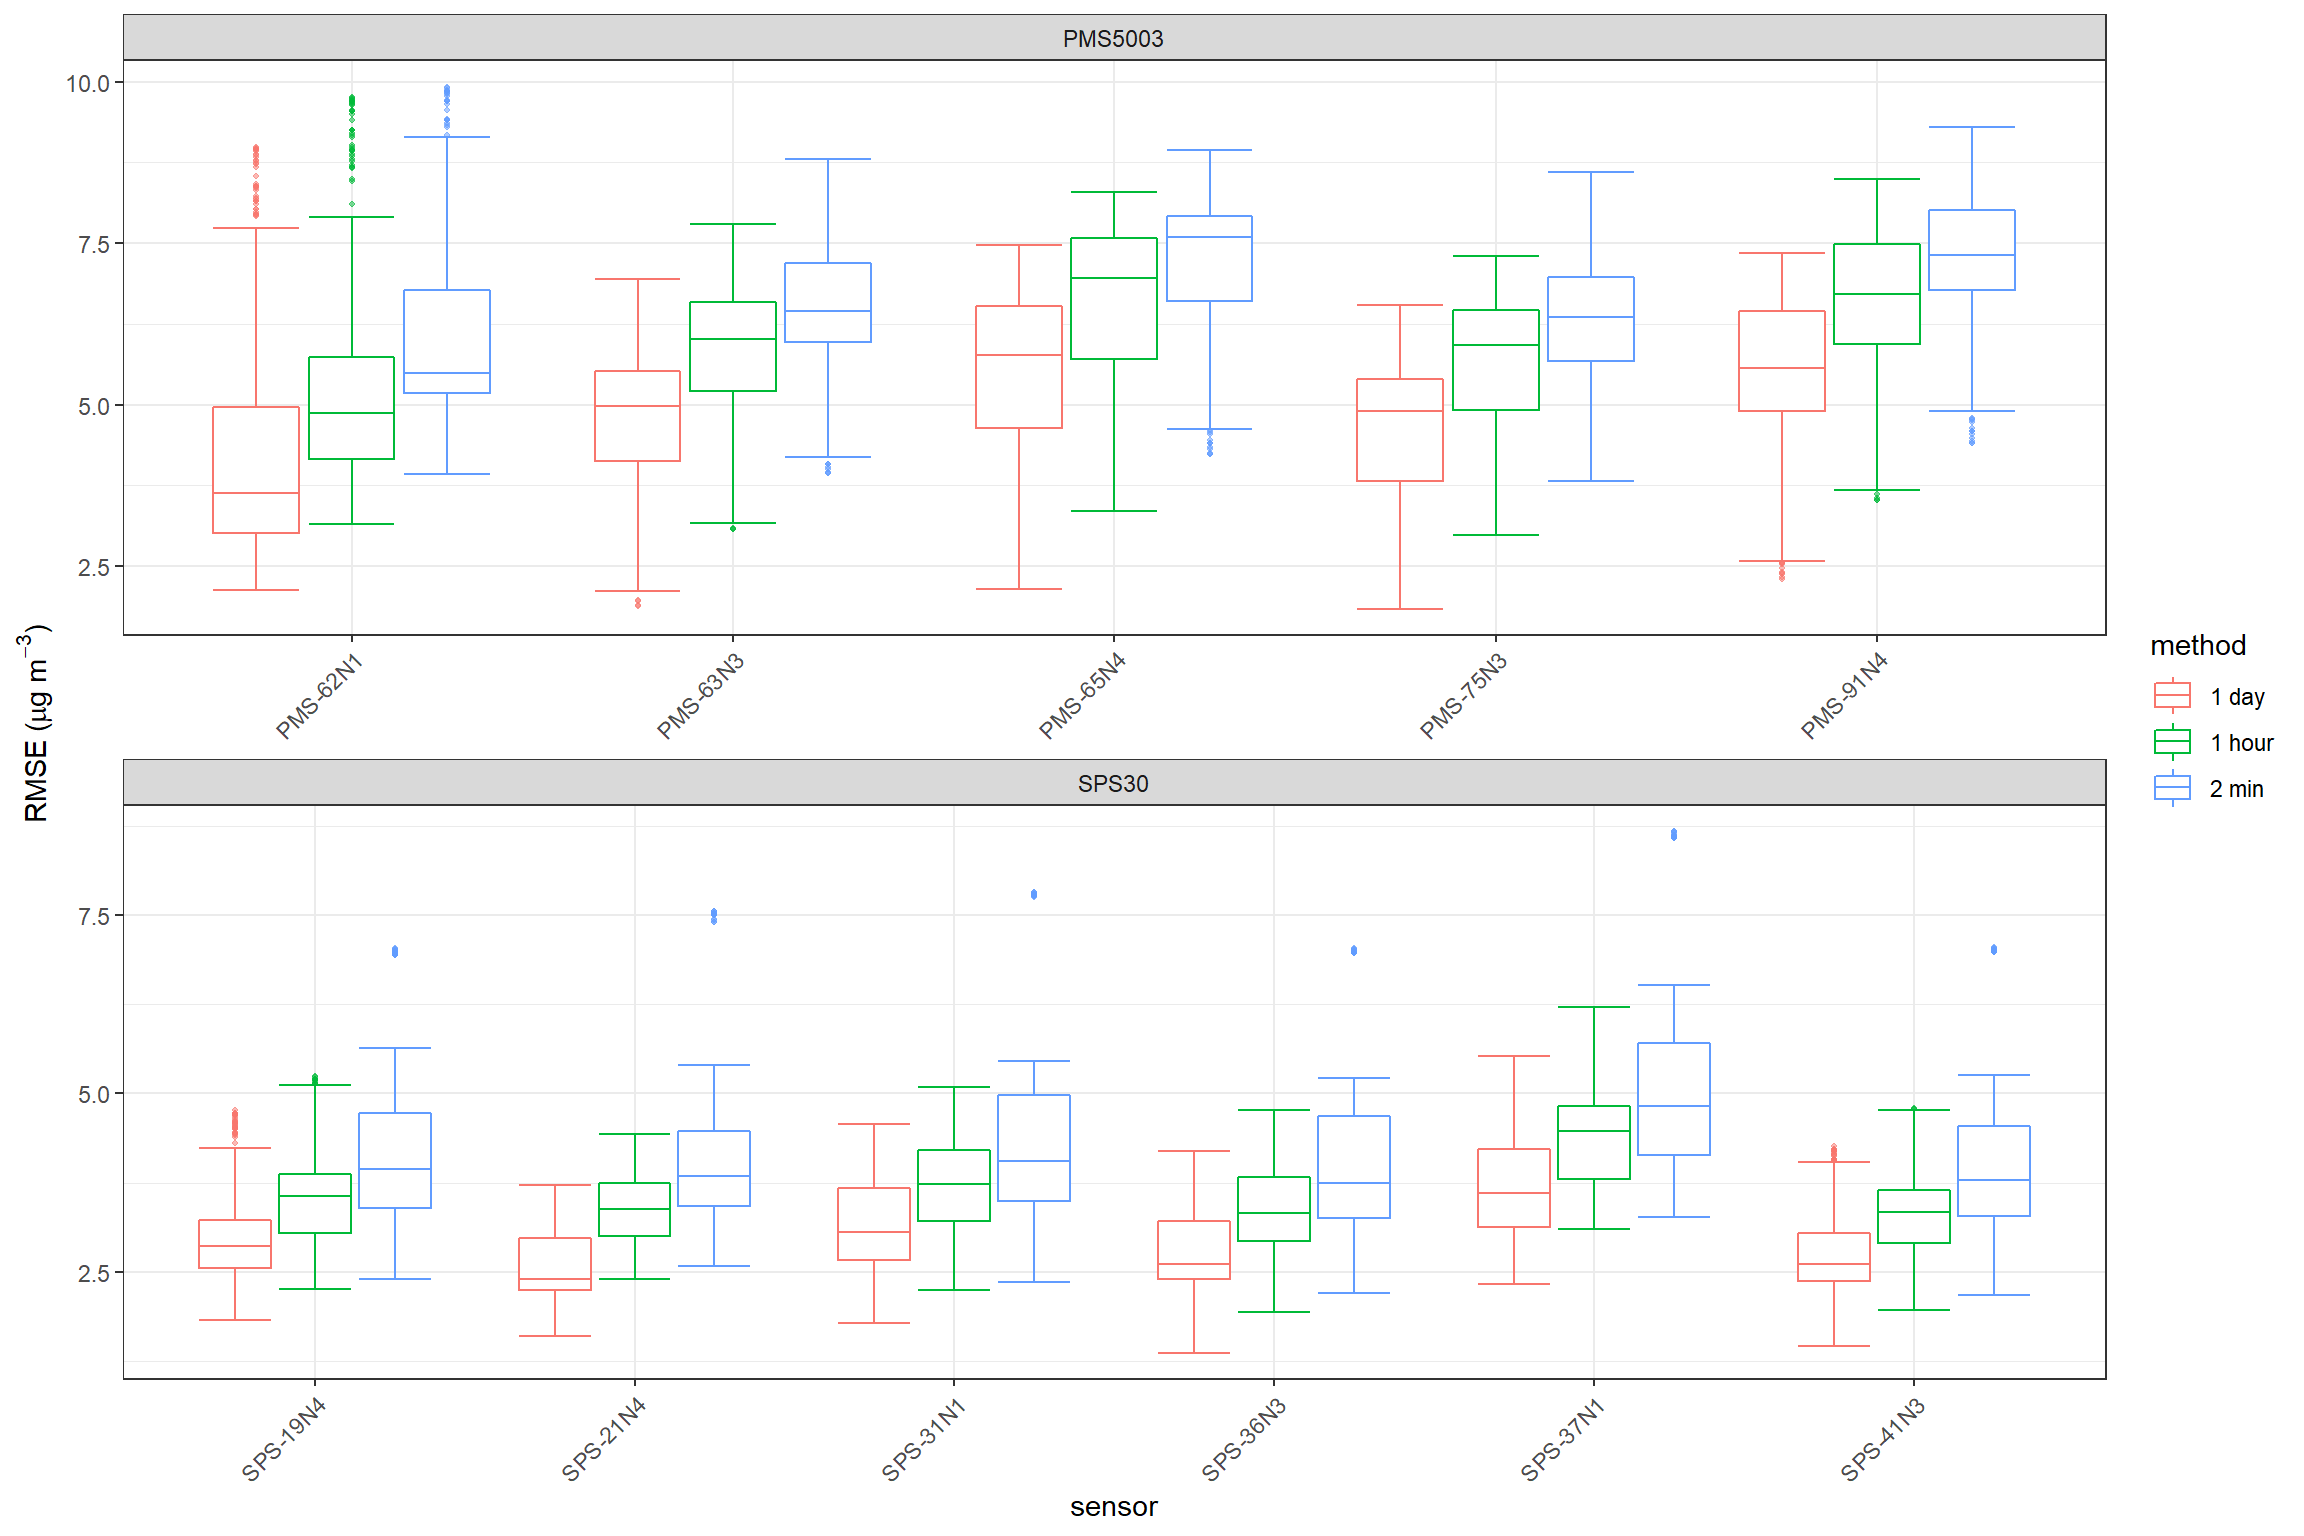 PMS5003
10.0
7.5
5.0
2.5
PMS-62N1
PMS-63N3
PMS-65N4
PMS-75N3
PMS-91N4
RMSE (µg m⁻³)
SPS30
7.5
5.0
2.5
SPS-19N4
SPS-21N4
SPS-31N1
SPS-36N3
SPS-37N1
SPS-41N3
sensor
method
1 day
1 hour
2 min